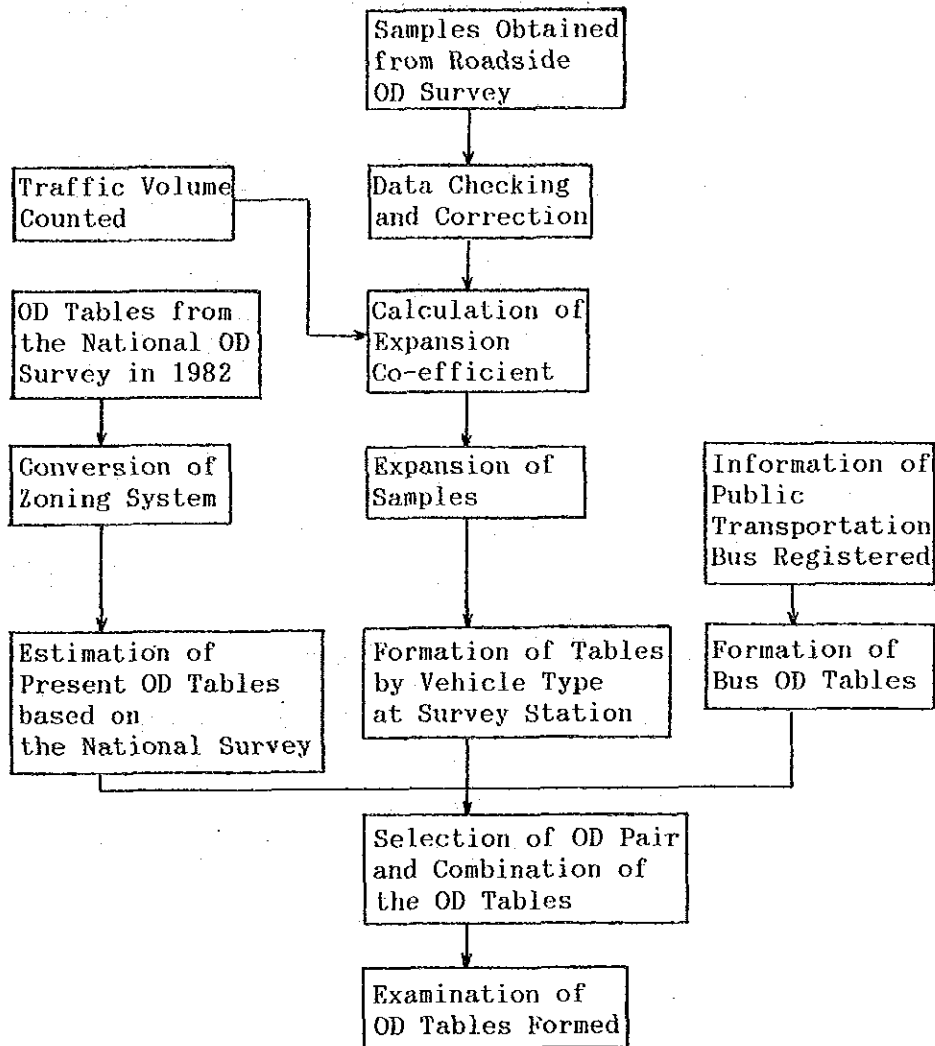 Samples Obtained
from Roadside
OD Survey
Traffic Volume
Counted
Data Checking
and Correction
OD Tables from
the National OD
Survey in 1982
Calculation of
Expansion
Co-efficient
Conversion of
Zoning System
Expansion of
Samples
Information of
Public
Transportation
Bus Registered
Estimation of
Present OD Tables
based on
the National Survey
Formation of Tables
by Vehicle Type
at Survey Station
Formation of
Bus OD Tables
Selection of OD Pair
and Combination of
the OD Tables
Examination of
OD Tables Formed